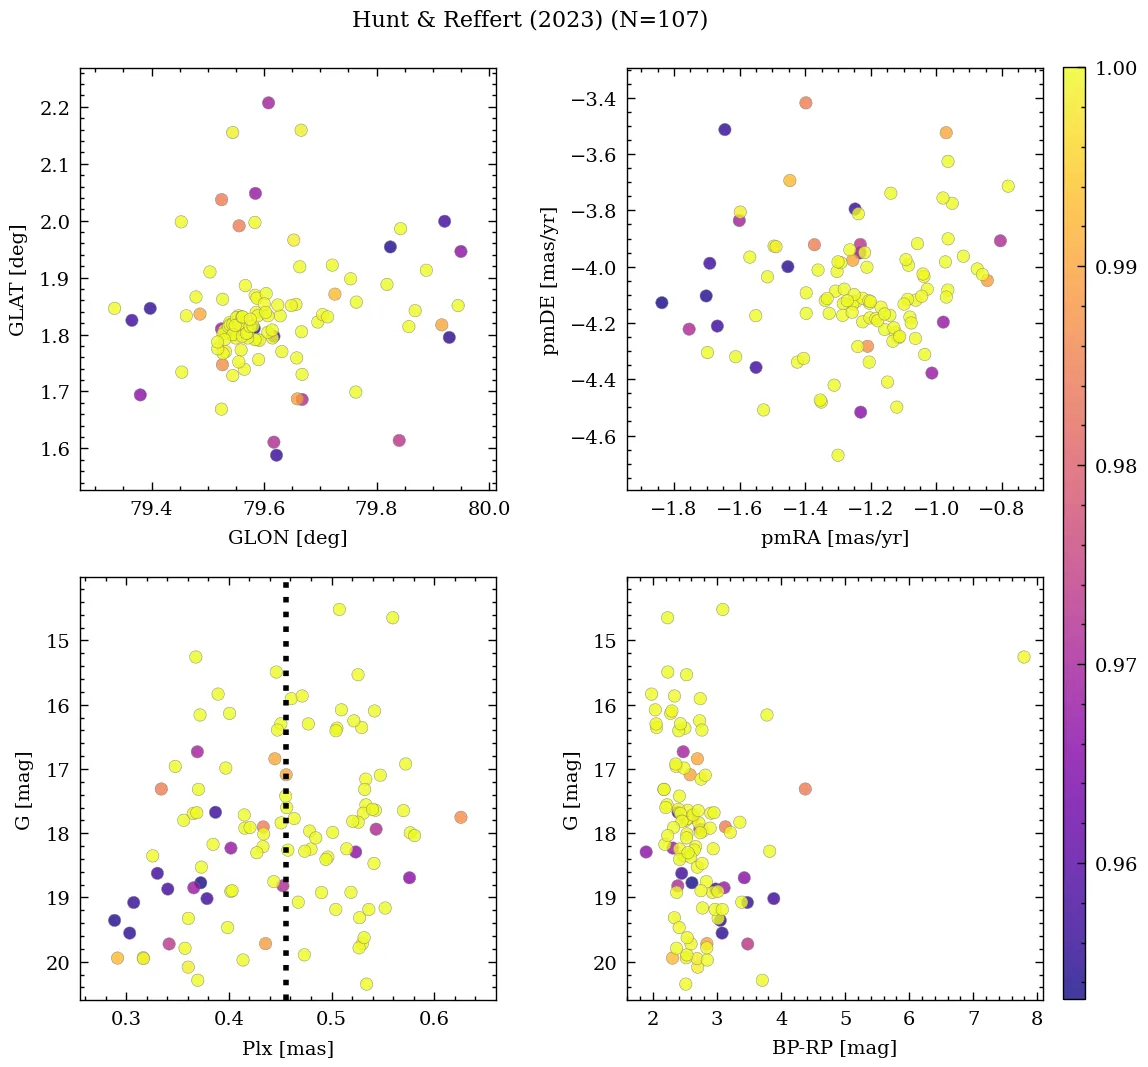 Hunt & Reffert (2023) (N=107)
2.2
2.1
2.0
1.9
1.8
1.7
1.6
GLAT [deg]
79.4 79.6 79.8 80.0
GLON [deg]
−3.4
−3.6
−3.8
−4.0
−4.2
−4.4
−4.6
pmDE [mas/yr]
−1.8 −1.6 −1.4 −1.2 −1.0 −0.8
pmRA [mas/yr]
15
16
17
18
19
20
G [mag]
0.3 0.4 0.5 0.6
Plx [mas]
15
16
17
18
19
20
G [mag]
2 3 4 5 6 7 8
BP-RP [mag]
1.00
0.99
0.98
0.97
0.96